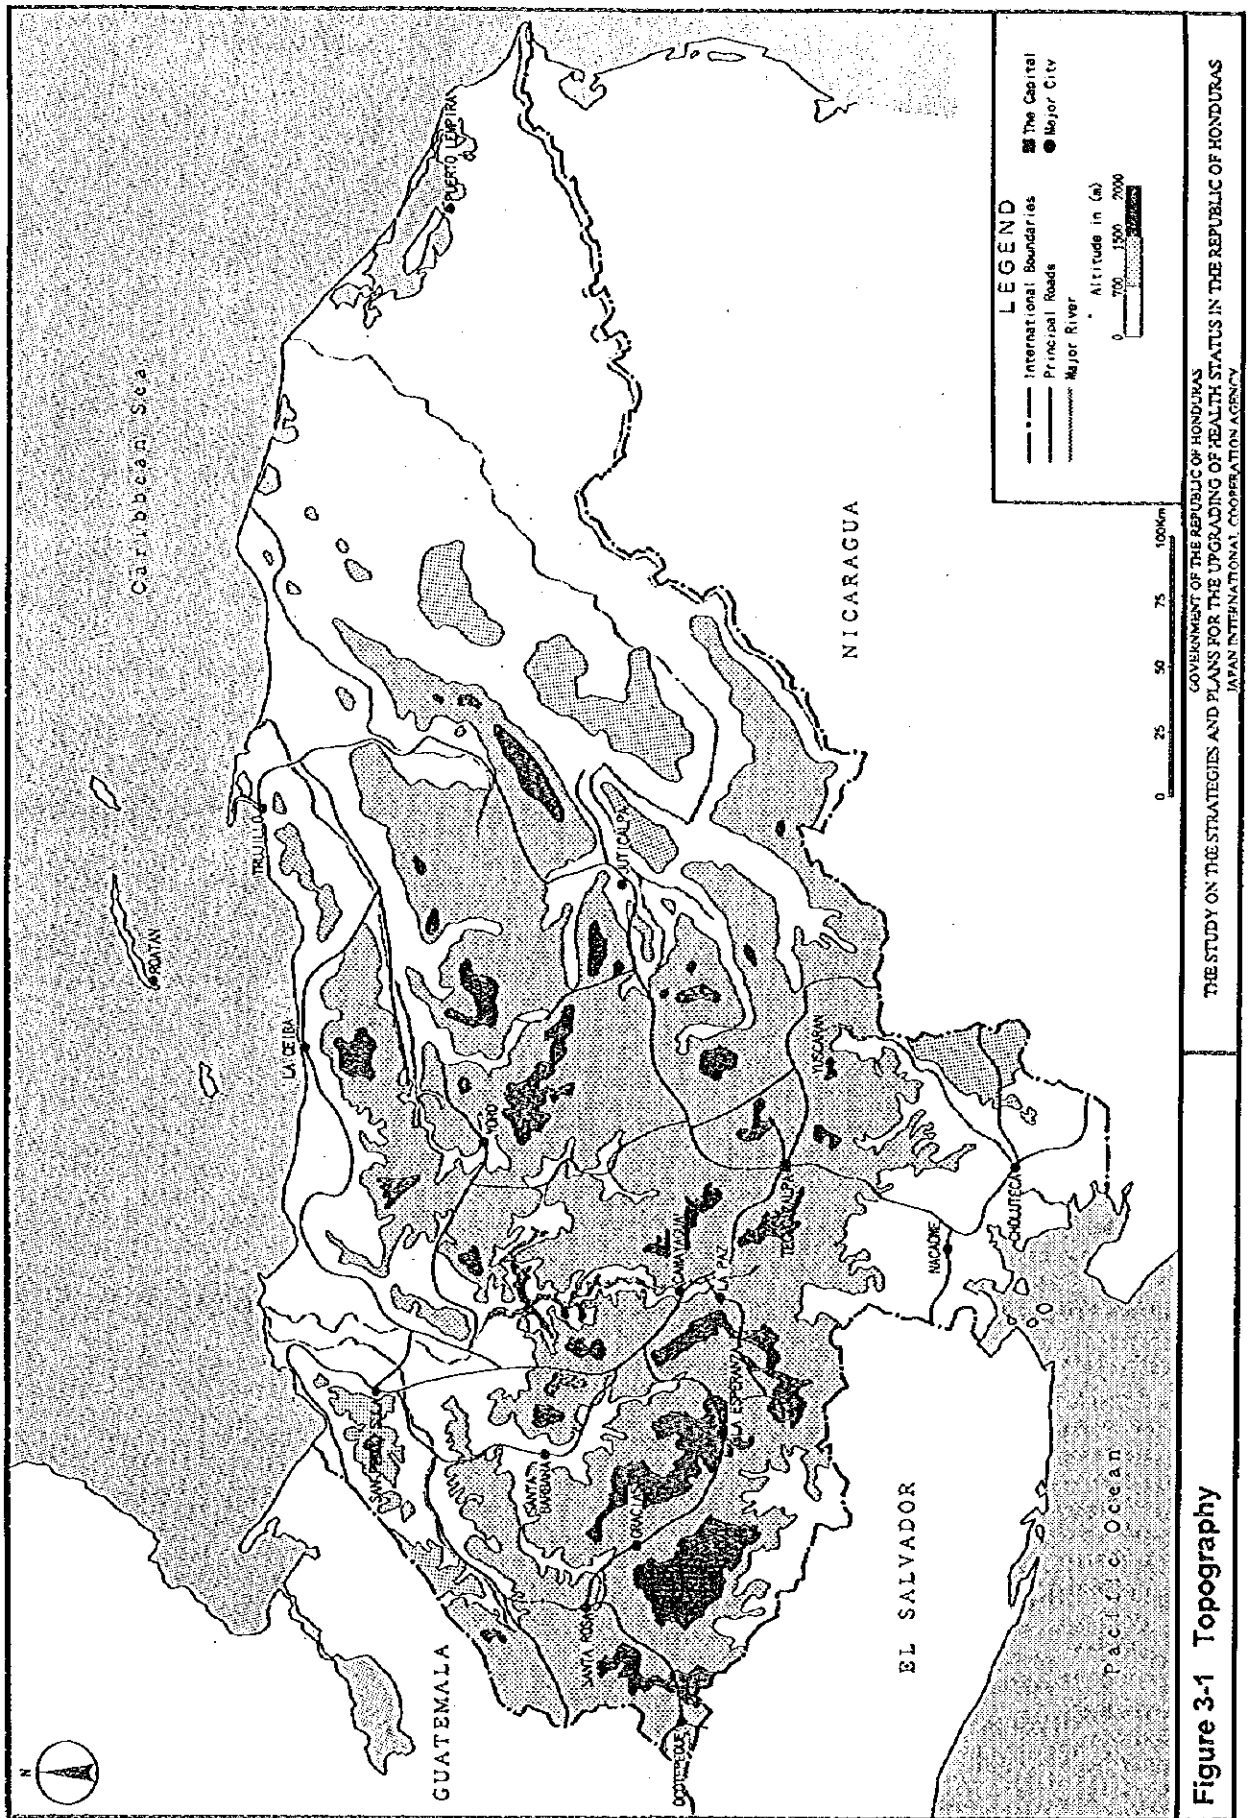 N
Caribbean Sea
ROATAN
TRUJILLO
LA CEIBA
PUERTO LEMPIRA
SAN PEDRO SULA
YORO
SANTA
BARBARA
JUTICALPA
GRACIAS
SANTA ROSA
COMAYAGUA
LA PAZ
LA ESPERANZA
OCOTEPEQUE
TEGUCIGALPA
YUSCARAN
NACAOME
CHOLUTECA
GUATEMALA
EL SALVADOR
NICARAGUA
Pacific Ocean
LEGEND
International Boundaries
Principal Roads
Major River
The Capital
Major City
Altitude in (m)
0 700 1500 2000
0 25 50 75 100Km
Figure 3-1 Topography
GOVERNMENT OF THE REPUBLIC OF HONDURAS
THE STUDY ON THE STRATEGIES AND PLANS FOR THE UPGRADING OF HEALTH STATUS IN THE REPUBLIC OF HONDURAS
JAPAN INTERNATIONAL COOPERATION AGENCY